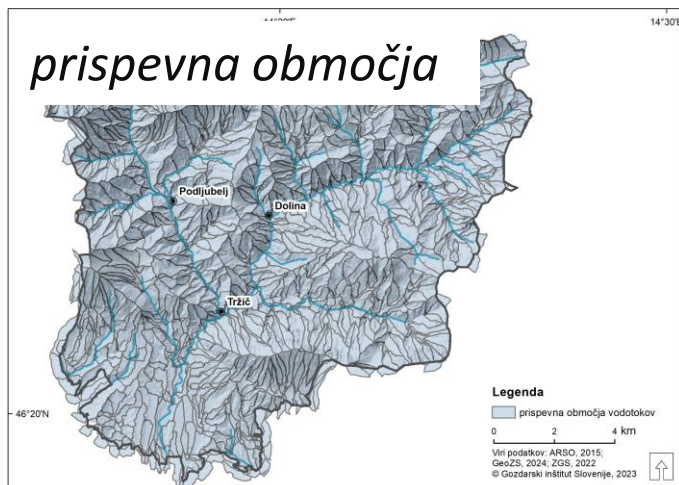 14°30'E
prispevna območja
Podljubelj
Dolina
Tržič
46°20'N
Legenda
prispevna območja vodotokov
0 2 4 km
Viri podatkov: ARSO, 2015;
GeoZS, 2024; ZGS, 2022
© Gozdarski inštitut Slovenije, 2023